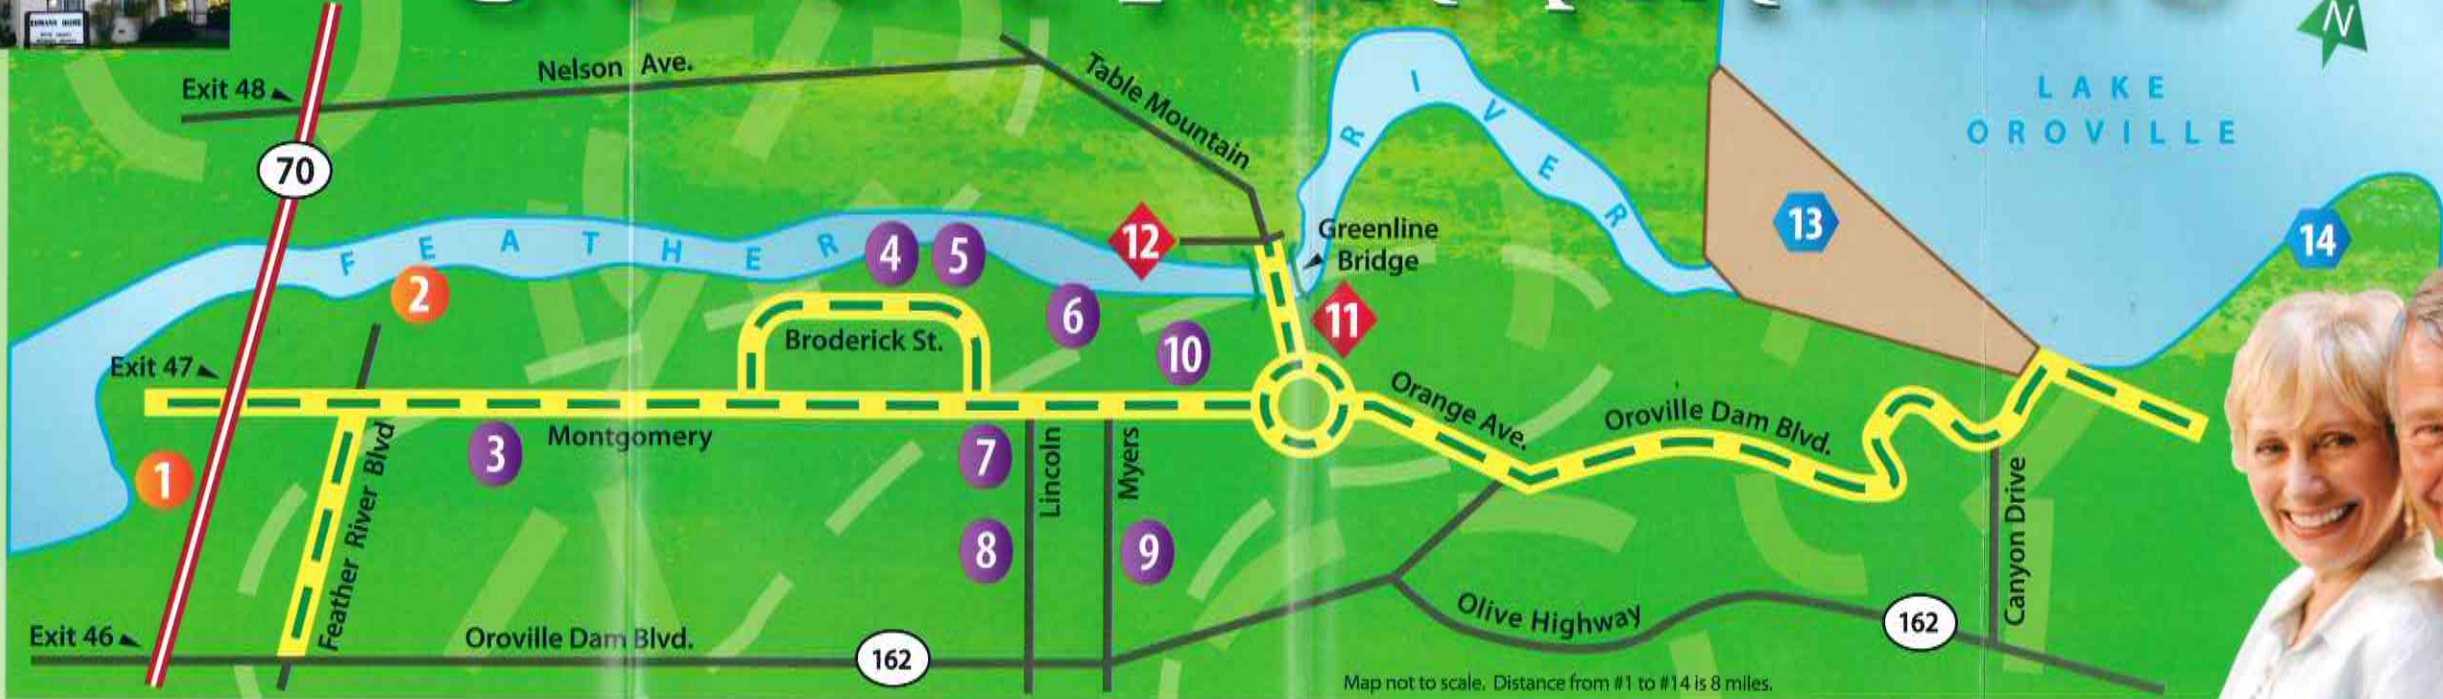 N
Exit 48
Nelson Ave.
Table Mountain
LAKE
OROVILLE
70
RIVER
FEATHER
Greenline
Bridge
1
2
3
4
5
6
7
8
9
10
11
12
13
14
Broderick St.
Exit 47
Montgomery
Orange Ave.
Oroville Dam Blvd.
Feather River Blvd
Lincoln
Myers
Canyon Drive
Exit 46
Oroville Dam Blvd.
162
Olive Highway
162
Map not to scale. Distance from #1 to #14 is 8 miles.